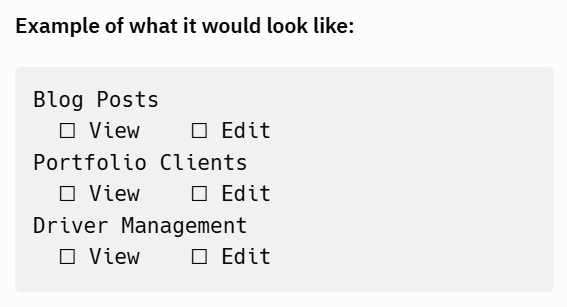 Example of what it would look like:
Blog Posts
☐ View    ☐ Edit
Portfolio Clients
☐ View    ☐ Edit
Driver Management
☐ View    ☐ Edit